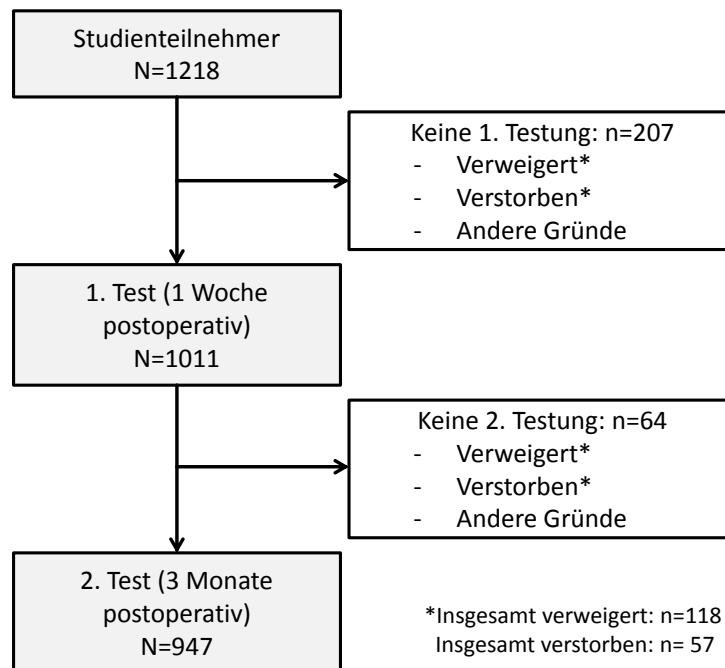 Studienteilnehmer
N=1218
Keine 1. Testung: n=207
- Verweigert*
- Verstorben*
- Andere Gründe
1. Test (1 Woche
postoperativ)
N=1011
Keine 2. Testung: n=64
- Verweigert*
- Verstorben*
- Andere Gründe
2. Test (3 Monate
postoperativ)
N=947
*Insgesamt verweigert: n=118
Insgesamt verstorben: n= 57